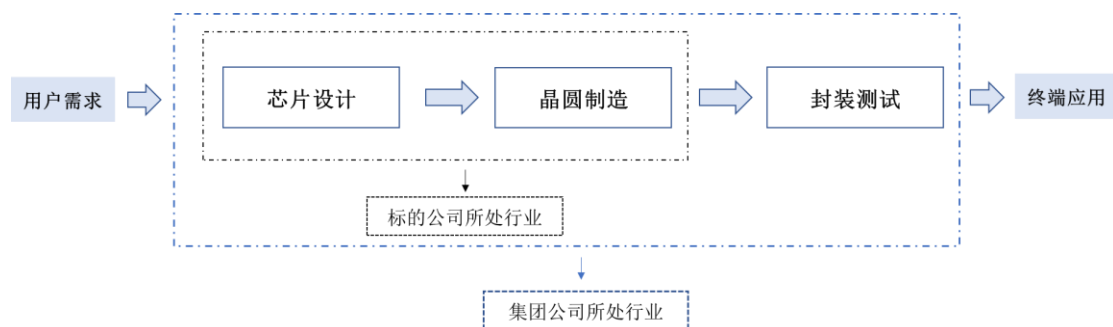 用户需求
芯片设计
晶圆制造
封装测试
终端应用
标的公司所处行业
集团公司所处行业